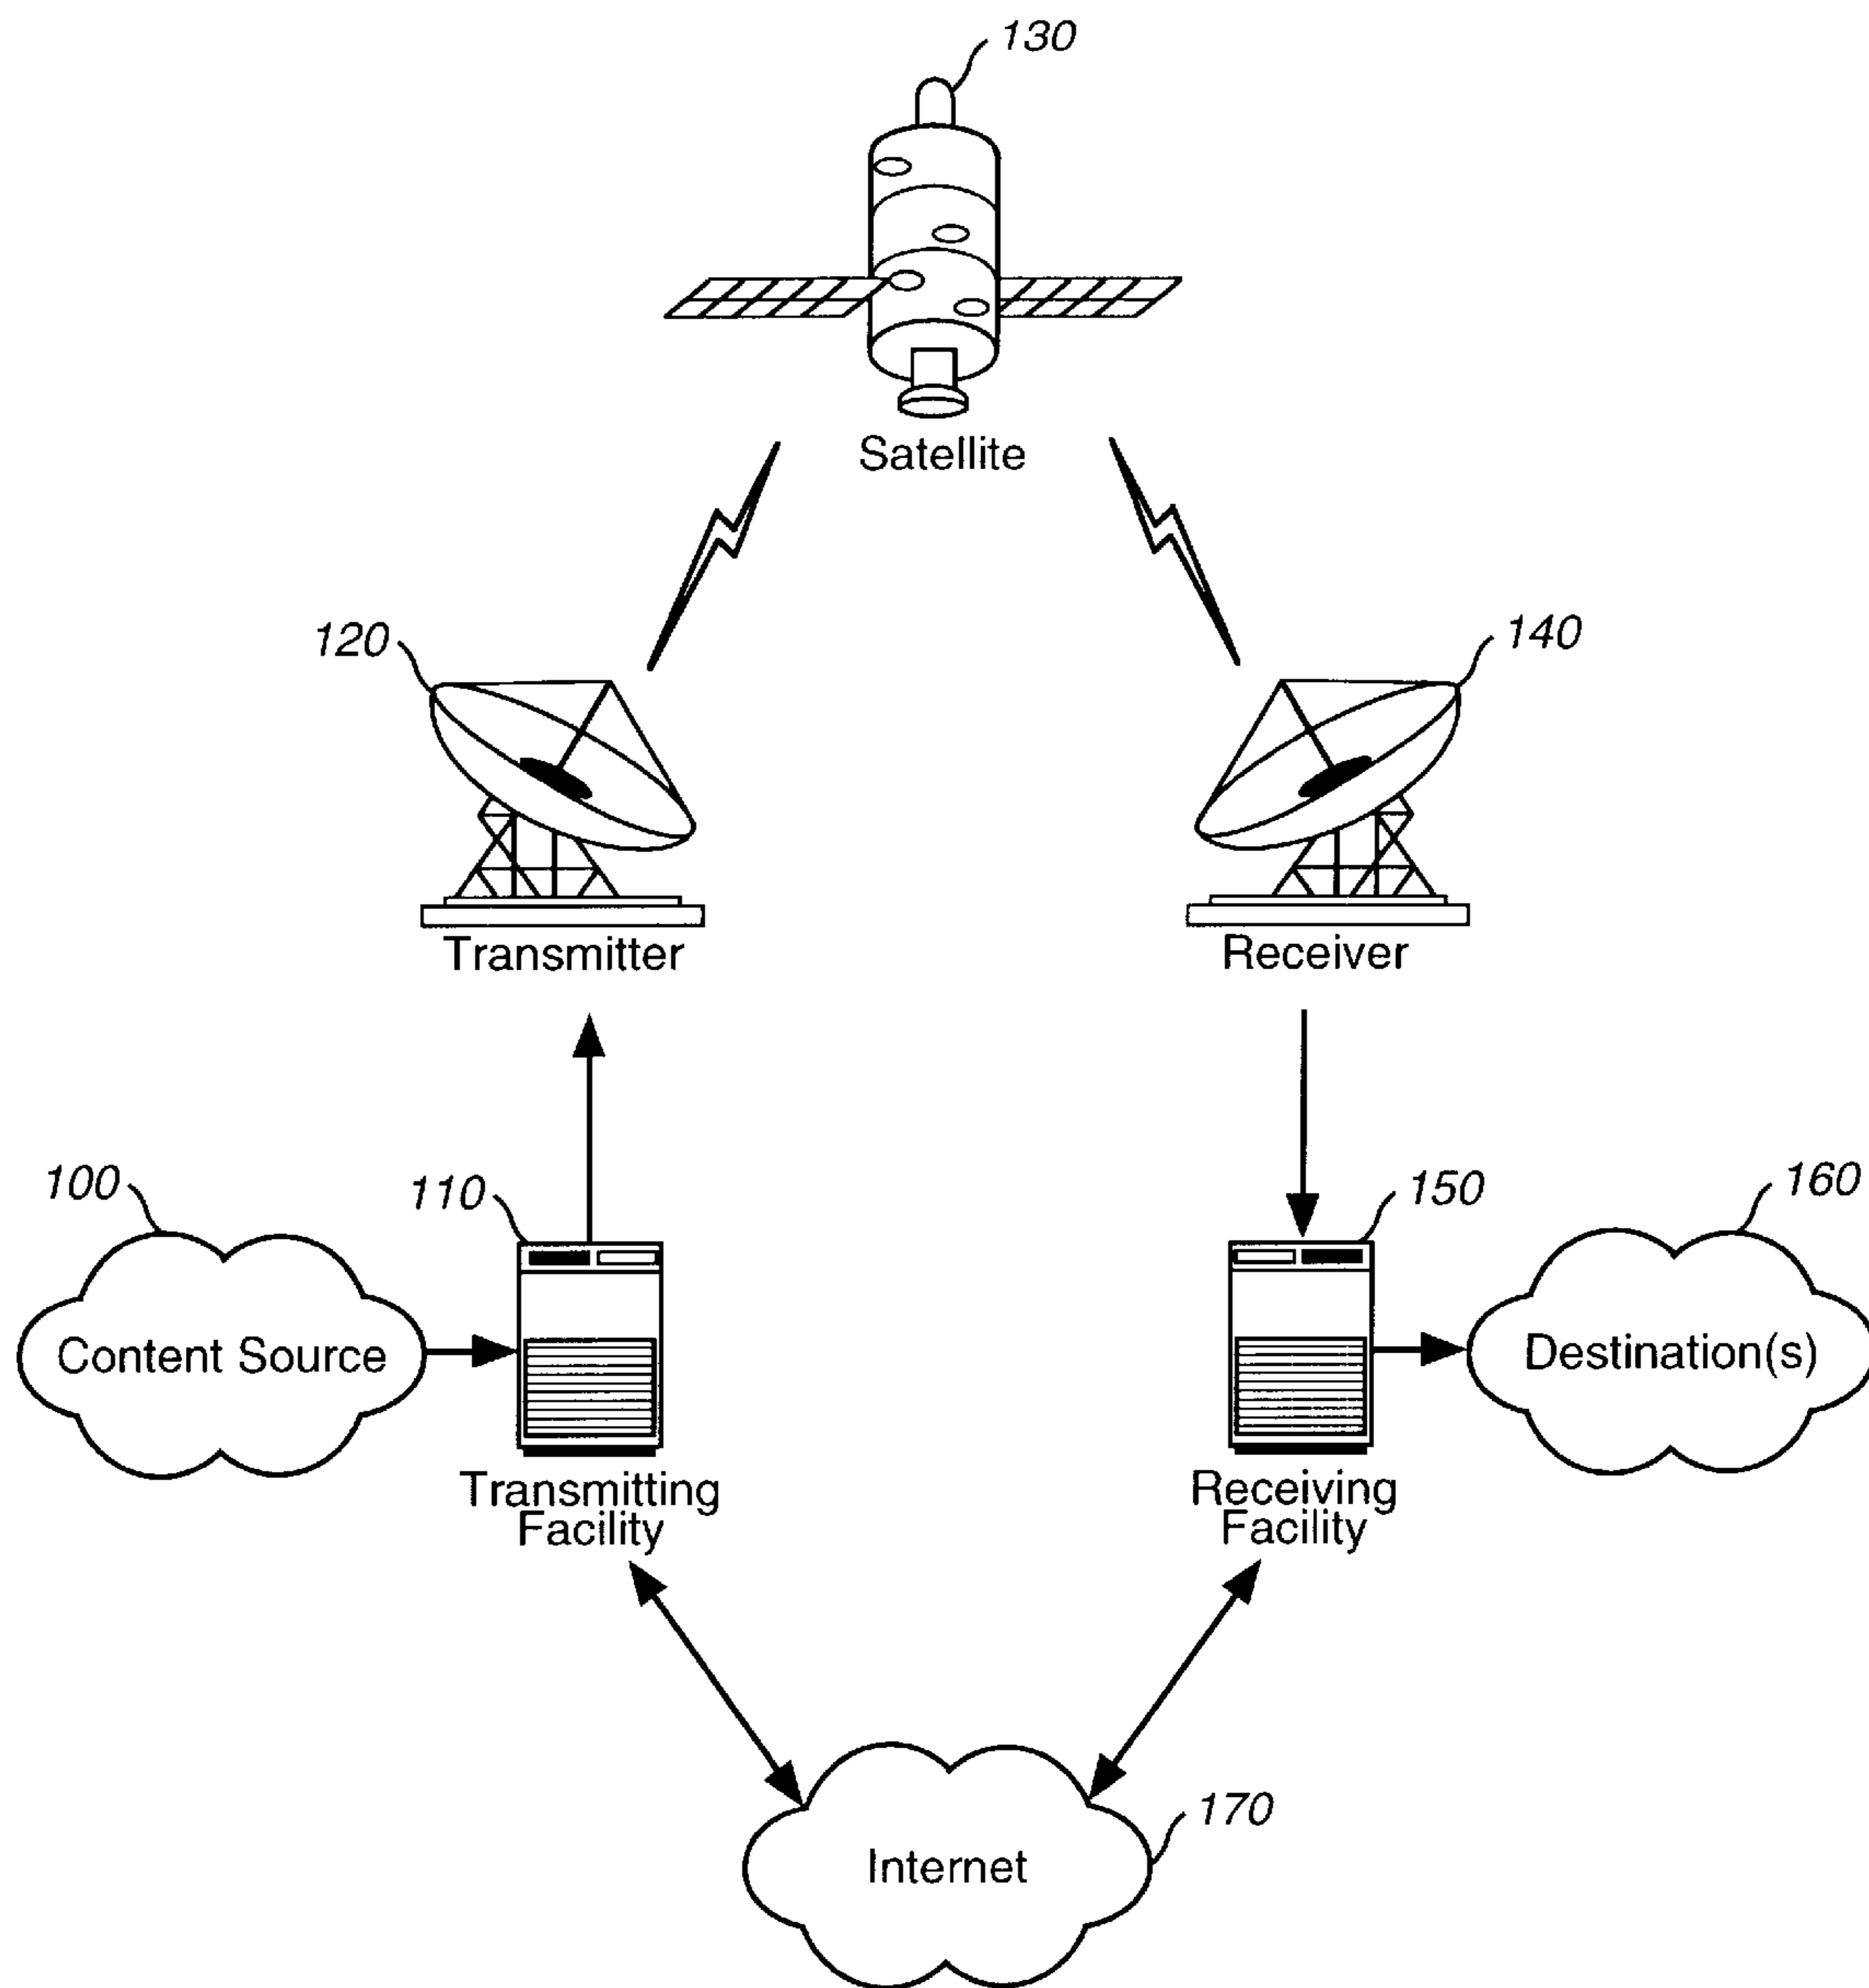 130
Satellite
120
140
Transmitter
Receiver
100
110
150
160
Content Source
Destination(s)
Transmitting
Facility
Receiving
Facility
170
Internet